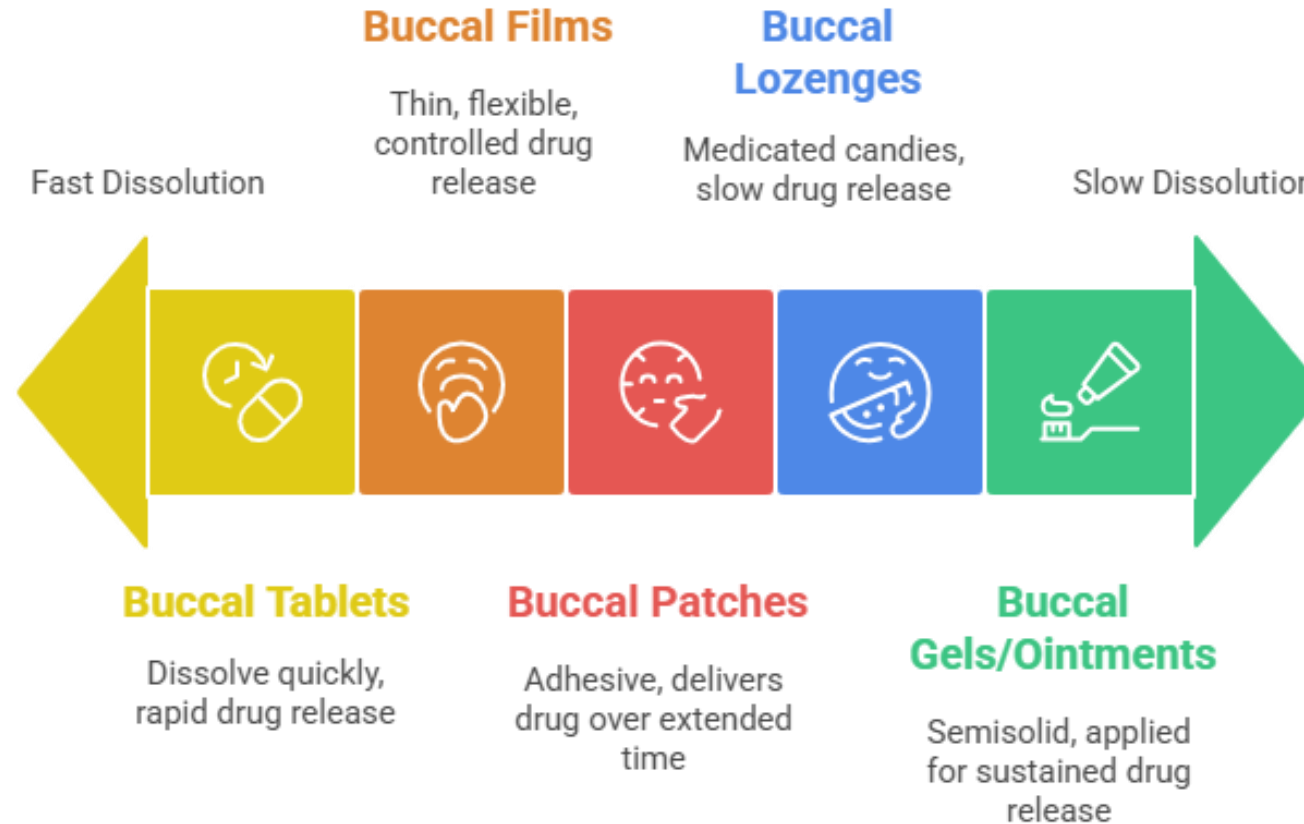 Buccal Films
Thin, flexible,
controlled drug
release
Buccal
Lozenges
Medicated candies,
slow drug release
Fast Dissolution
Slow Dissolution
Buccal Tablets
Dissolve quickly,
rapid drug release
Buccal Patches
Adhesive, delivers
drug over extended
time
Buccal
Gels/Ointments
Semisolid, applied
for sustained drug
release